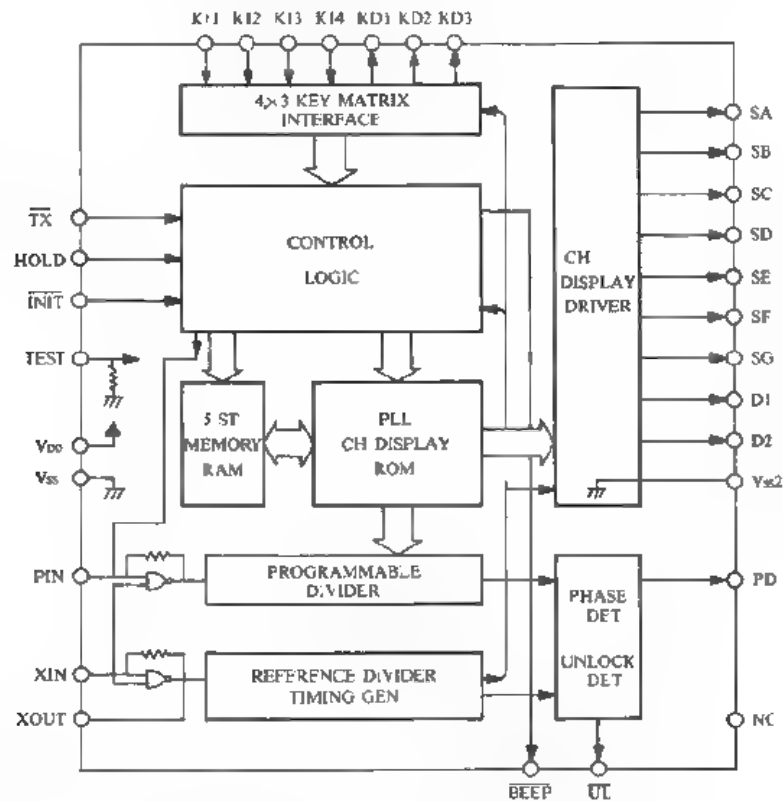 KI1 KI2 KI3 KI4 KD1 KD2 KD3
4×3 KEY MATRIX
INTERFACE
SA
SB
SC
SD
SE
SF
SG
D1
D2
Vss2
TX
HOLD
INIT
TEST
VDD
VSS
CONTROL
LOGIC
CH
DISPLAY
DRIVER
5 ST
MEMORY
RAM
PLL
CH DISPLAY
ROM
PIN
PROGRAMMABLE
DIVIDER
PHASE
DET
UNLOCK
DET
PD
XIN
XOUT
REFERENCE DIVIDER
TIMING GEN
NC
BEEP UL